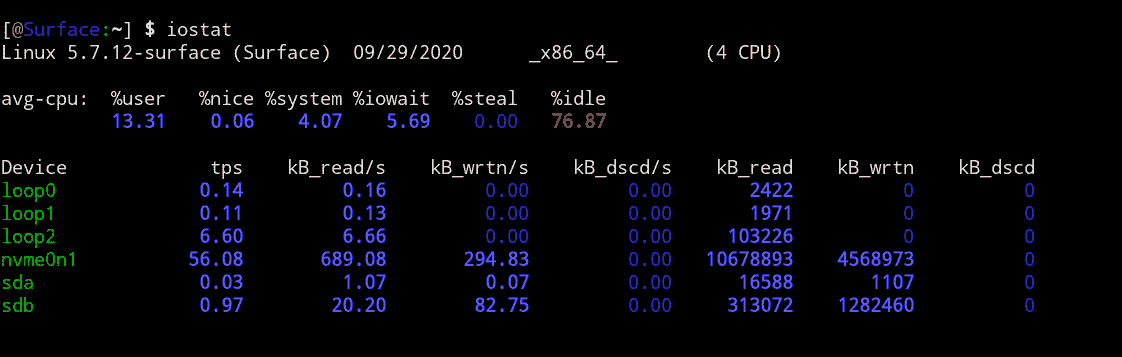 [@Surface:~] $ iostat
Linux 5.7.12-surface (Surface)  09/29/2020      _x86_64_        (4 CPU)
avg-cpu:  %user   %nice %system %iowait  %steal   %idle
          13.31    0.06    4.07    5.69    0.00   76.87
Device             tps    kB_read/s    kB_wrtn/s    kB_dscd/s    kB_read    kB_wrtn    kB_dscd
loop0             0.14         0.16         0.00         0.00       2422          0          0
loop1             0.11         0.13         0.00         0.00       1971          0          0
loop2             6.60         6.66         0.00         0.00     103226          0          0
nvme0n1          56.08       689.08       294.83         0.00   10678893    4568973          0
sda               0.03         1.07         0.07         0.00      16588       1107          0
sdb               0.97        20.20        82.75         0.00     313072    1282460          0